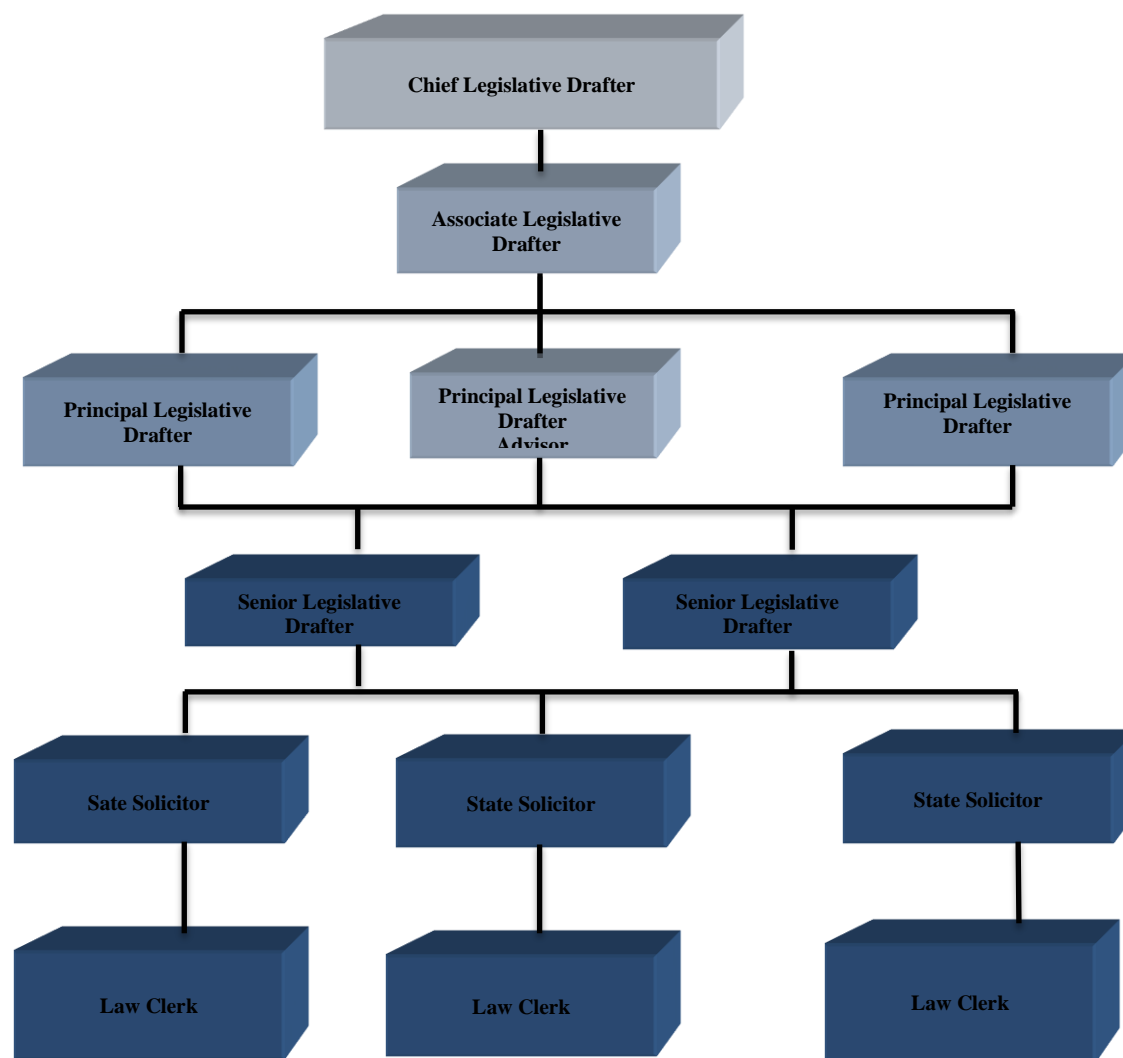 Chief Legislative Drafter
Associate Legislative
Drafter
Principal Legislative
Drafter
Principal Legislative
Drafter
Advisor
Principal Legislative
Drafter
Senior Legislative
Drafter
Senior Legislative
Drafter
Sate Solicitor
State Solicitor
State Solicitor
Law Clerk
Law Clerk
Law Clerk